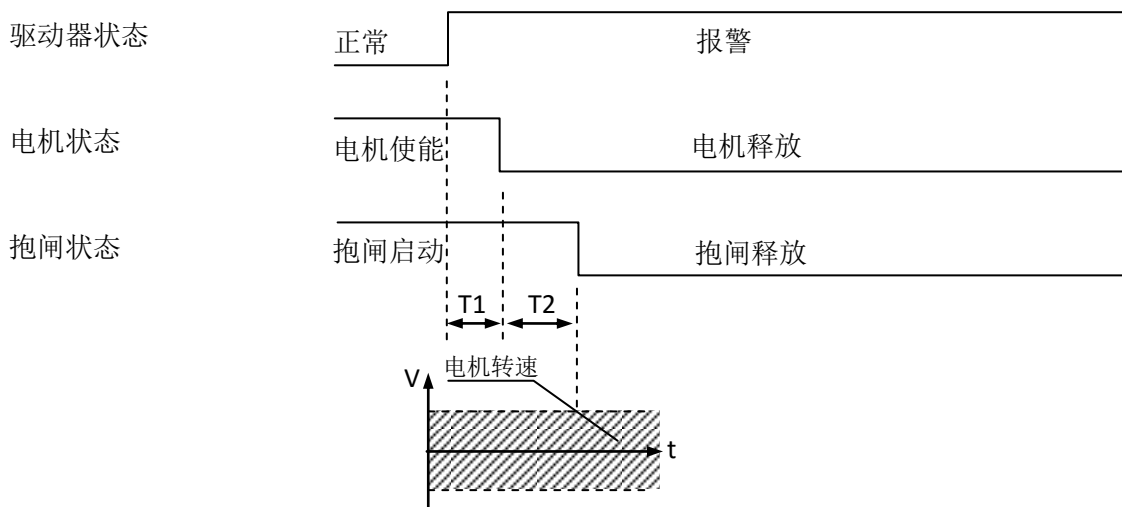 驱动器状态 正常 报警
电机状态 电机使能 电机释放
抱闸状态 抱闸启动 抱闸释放
T1 T2
电机转速
V
t